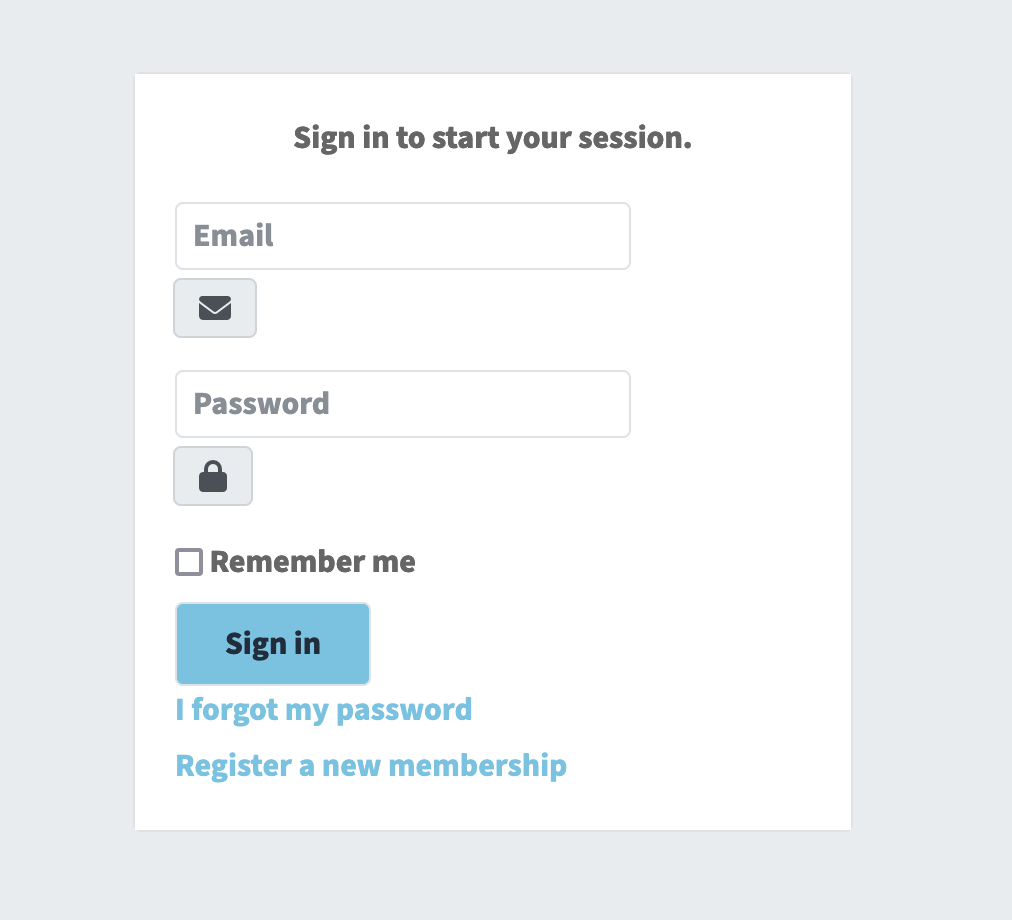 Sign in to start your session.
Email
Password
Remember me
Sign in
I forgot my password
Register a new membership